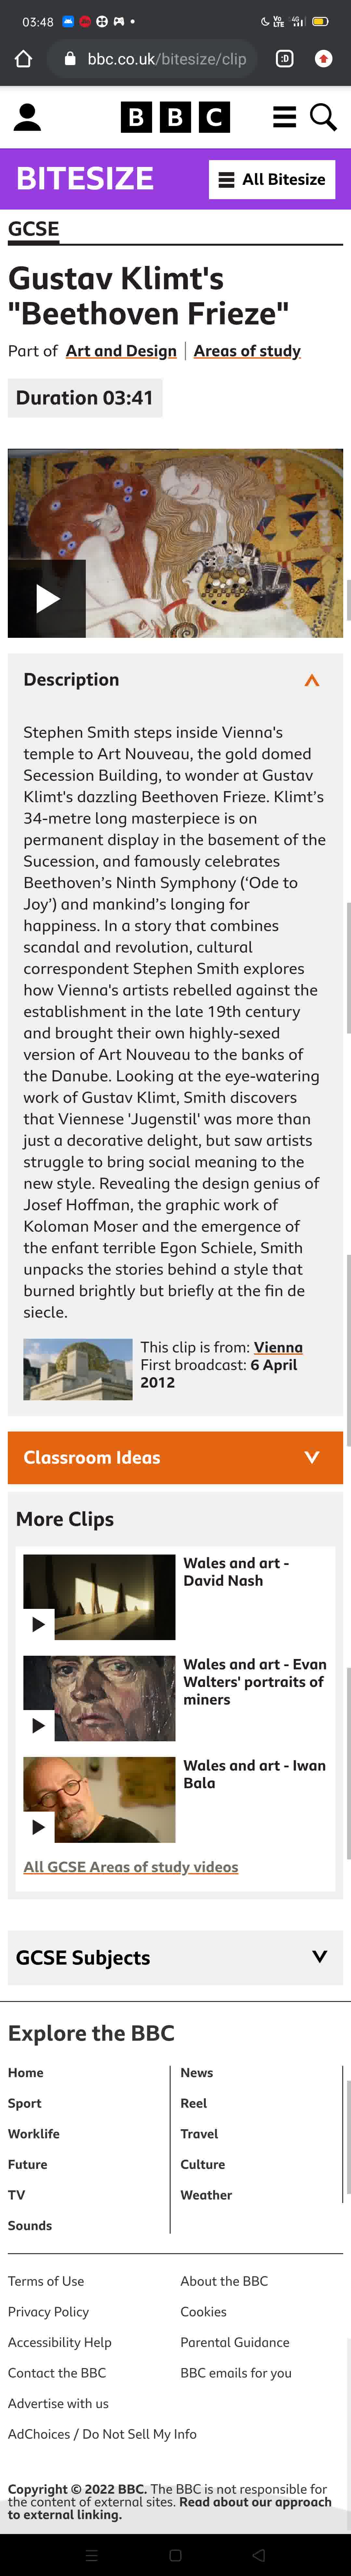 03:48
Vo LTE 4G
bbc.co.uk/bitesize/clip
:D
BBC
BITESIZE
All Bitesize
GCSE
Gustav Klimt's
"Beethoven Frieze"
Part of Art and Design | Areas of study
Duration 03:41
Description
Stephen Smith steps inside Vienna's
temple to Art Nouveau, the gold domed
Secession Building, to wonder at Gustav
Klimt's dazzling Beethoven Frieze. Klimt’s
34-metre long masterpiece is on
permanent display in the basement of the
Sucession, and famously celebrates
Beethoven’s Ninth Symphony (‘Ode to
Joy’) and mankind’s longing for
happiness. In a story that combines
scandal and revolution, cultural
correspondent Stephen Smith explores
how Vienna's artists rebelled against the
establishment in the late 19th century
and brought their own highly-sexed
version of Art Nouveau to the banks of
the Danube. Looking at the eye-watering
work of Gustav Klimt, Smith discovers
that Viennese 'Jugenstil' was more than
just a decorative delight, but saw artists
struggle to bring social meaning to the
new style. Revealing the design genius of
Josef Hoffman, the graphic work of
Koloman Moser and the emergence of
the enfant terrible Egon Schiele, Smith
unpacks the stories behind a style that
burned brightly but briefly at the fin de
siecle.
This clip is from: Vienna
First broadcast: 6 April
2012
Classroom Ideas
More Clips
Wales and art -
David Nash
Wales and art - Evan
Walters' portraits of
miners
Wales and art - Iwan
Bala
All GCSE Areas of study videos
GCSE Subjects
Explore the BBC
Home
News
Sport
Reel
Worklife
Travel
Future
Culture
TV
Weather
Sounds
Terms of Use
About the BBC
Privacy Policy
Cookies
Accessibility Help
Parental Guidance
Contact the BBC
BBC emails for you
Advertise with us
AdChoices / Do Not Sell My Info
Copyright © 2022 BBC. The BBC is not responsible for
the content of external sites. Read about our approach
to external linking.